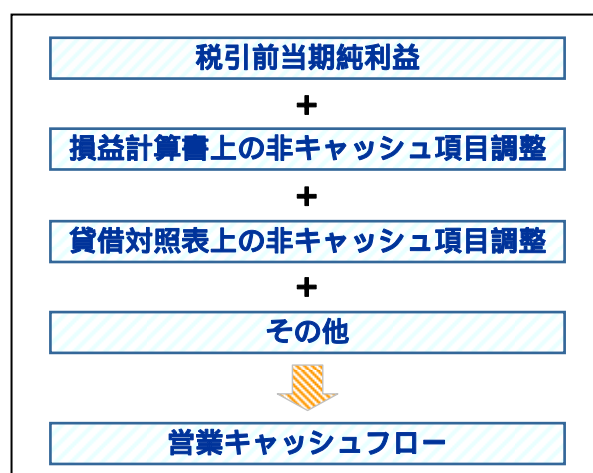 税引前当期純利益
+
損益計算書上の非キャッシュ項目調整
+
貸借対照表上の非キャッシュ項目調整
+
その他
営業キャッシュフロー